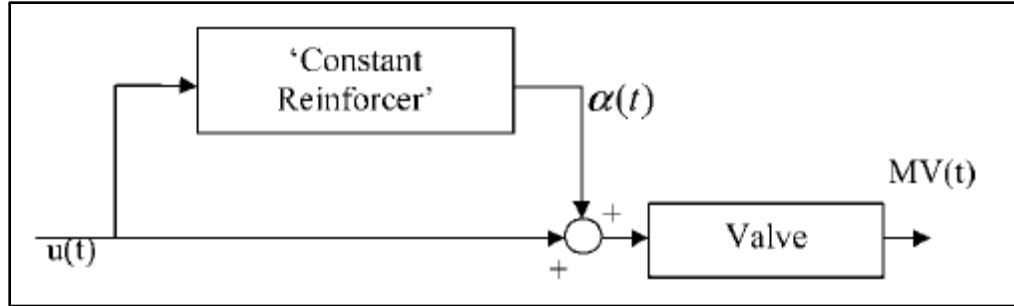 ‘Constant
Reinforcer’
α(t)
MV(t)
+
Valve
u(t)
+